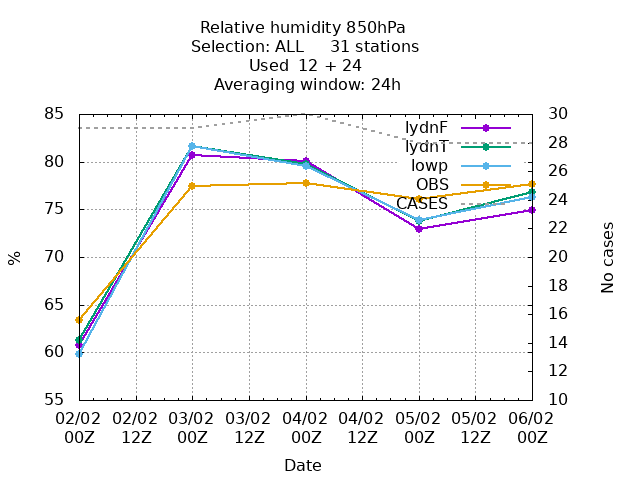 Relative humidity 850hPa
Selection: ALL 31 stations
Used 12 + 24
Averaging window: 24h
85
80
75
70
65
60
55
%
30
28
26
24
22
20
18
16
14
12
10
No cases
lydnF
lydnT
lowp
OBS
CASES
02/02 02/02 03/02 03/02 04/02 04/02 05/02 05/02 06/02
00Z 12Z 00Z 12Z 00Z 12Z 00Z 12Z 00Z
Date